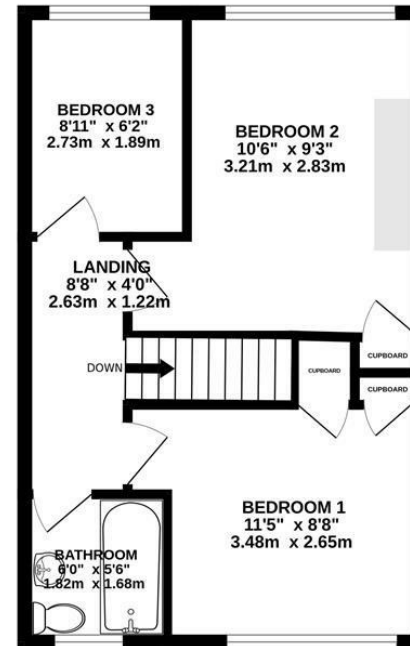 BEDROOM 3
8'11" x 6'2"
2.73m x 1.89m
BEDROOM 2
10'6" x 9'3"
3.21m x 2.83m
LANDING
8'8" x 4'0"
2.63m x 1.22m
DOWN
CUPBOARD
CUPBOARD
CUPBOARD
BEDROOM 1
11'5" x 8'8"
3.48m x 2.65m
BATHROOM
6'0" x 5'6"
1.82m x 1.68m